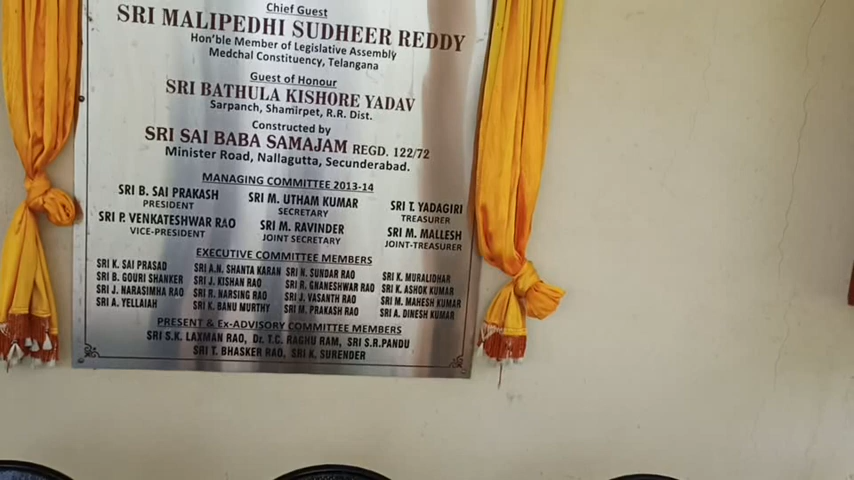 Chief Guest
SRI MALIPEDHI SUDHEER REDDY
Hon'ble Member of Legislative Assembly
Medchal Constituency, Telangana
Guest of Honour
SRI BATHULA KISHORE YADAV
Sarpanch, Shamirpet, R.R. Dist.
Constructed by
SRI SAI BABA SAMAJAM REGD. 122/72
Minister Road, Nallagutta, Secunderabad.
MANAGING COMMITTEE 2013-14
SRI B. SAI PRAKASH SRI M. UTHAM KUMAR SRI T. YADAGIRI
PRESIDENT SECRETARY TREASURER
SRI P. VENKATESHWAR RAO SRI M. RAVINDER SRI M. MALLESH
VICE-PRESIDENT JOINT SECRETARY JOINT-TREASURER
EXECUTIVE COMMITTEE MEMBERS
SRI K. SAI PRASAD SRI A.N. SHANTA KARAN SRI N. SUNDAR RAO SRI K. MURALIDHAR
SRI B. GOURI SHANKER SRI J. KISHAN RAO SRI R. GNANESHWAR RAO SRI K. ASHOK KUMAR
SRI J. NARASIMHA RAO SRI R. NARSING RAO SRI J. VASANTH RAO SRI M. MAHESH KUMAR
SRI A. YELLAIAH SRI K. BANU MURTHY SRI M. PRAKASH RAO SRI A. DINESH KUMAR
PRESENT & EX-ADVISORY COMMITTEE MEMBERS
SRI S.K. LAXMAN RAO, Dr. T.C. RAGHU RAM, SRI S.R.PANDU
SRI T. BHASKER RAO, SRI K. SURENDER